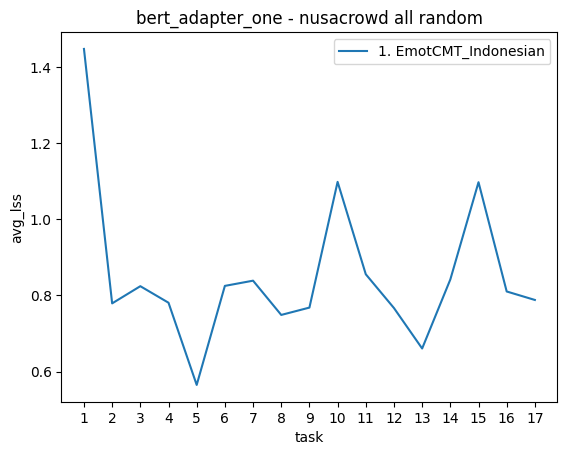 bert_adapter_one - nusacrowd all random
1. EmotCMT_Indonesian
avg_lss
1.4
1.2
1.0
0.8
0.6
1 2 3 4 5 6 7 8 9 10 11 12 13 14 15 16 17
task